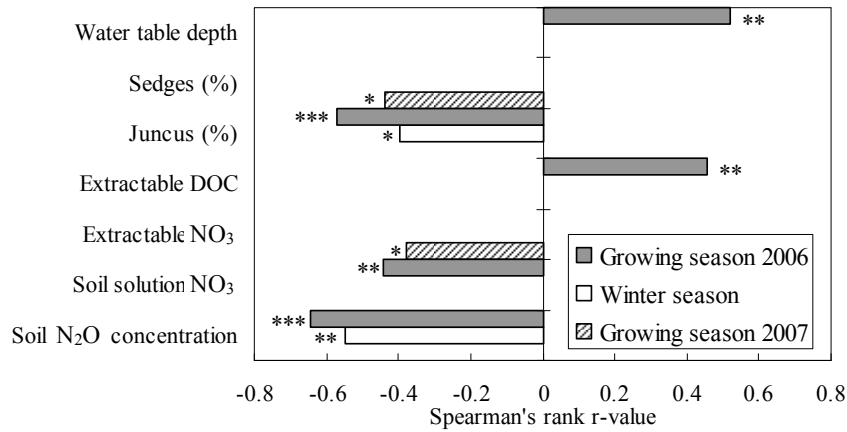 Water table depth
**
Sedges (%)
*
***
Juncus (%)
*
Extractable DOC
**
Extractable NO3
*
Soil solution NO3
**
Growing season 2006
Winter season
Growing season 2007
***
Soil N2O concentration
**
-0.8 -0.6 -0.4 -0.2 0 0.2 0.4 0.6 0.8
Spearman's rank r-value